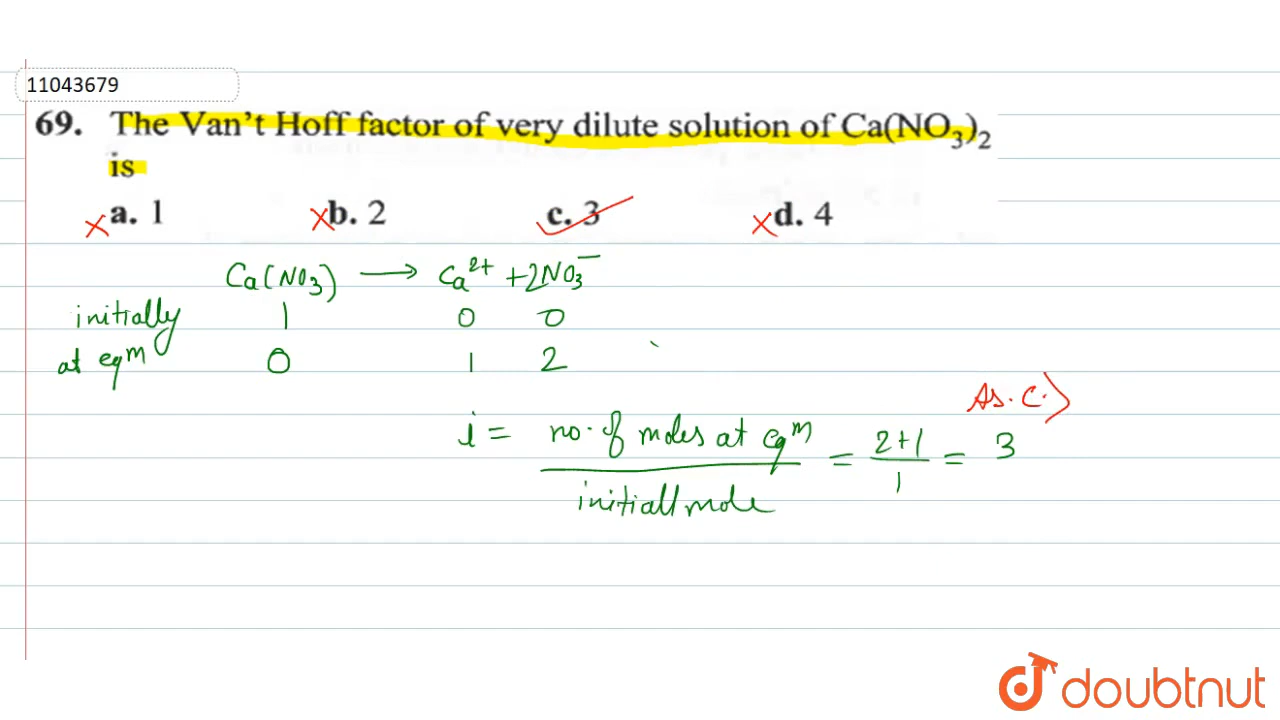 11043679
69. The Van't Hoff factor of very dilute solution of Ca(NO₃)₂
is
a. 1 b. 2 c. 3 d. 4
Ca(NO₃) → Ca²⁺ + 2NO₃⁻
initially 1 0 0
at eqᵐ 0 1 2
As. C.)
i = no. of moles at eqᵐ / initiall mole = 2+1 / 1 = 3
doubtnut